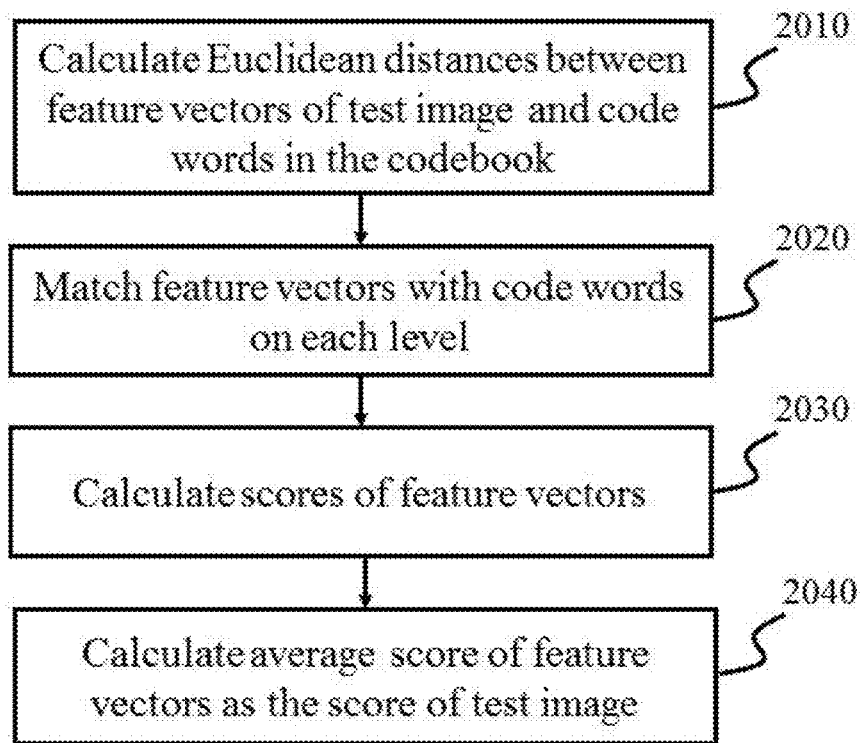 2010
Calculate Euclidean distances between
feature vectors of test image and code
words in the codebook
2020
Match feature vectors with code words
on each level
2030
Calculate scores of feature vectors
2040
Calculate average score of feature
vectors as the score of test image